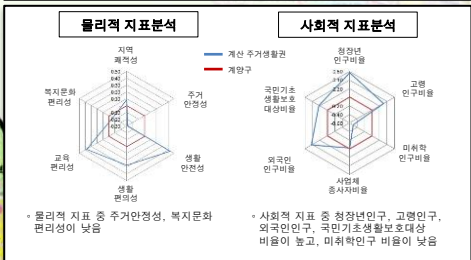 물리적 지표분석
지역
쾌적성
주거
안정성
생활
안전성
생활
편의성
교육
편리성
복지문화
편리성
계산 주거생활권
계양구
◦ 물리적 지표 중 주거안정성, 복지문화
편리성이 낮음
사회적 지표분석
청장년
인구비율
고령
인구비율
미취학
인구비율
사업체
종사자비율
외국인
인구비율
국민기초
생활보호
대상비율
◦ 사회적 지표 중 청장년인구, 고령인구,
외국인인구, 국민기초생활보호대상
비율이 높고, 미취학인구 비율이 낮음